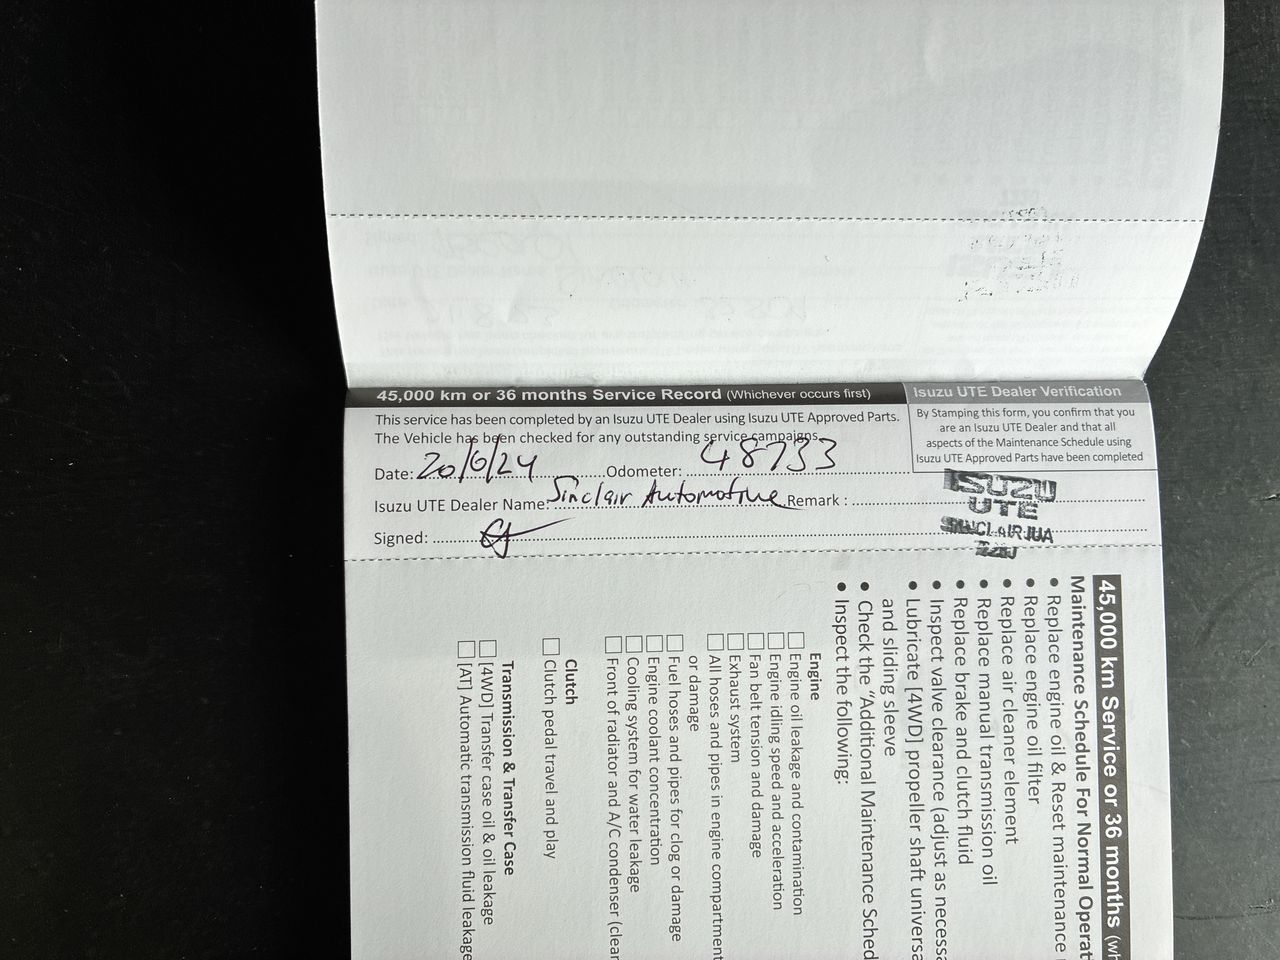 45,000 km or 36 months Service Record (Whichever occurs first)
This service has been completed by an Isuzu UTE Dealer using Isuzu UTE Approved Parts.
The Vehicle has been checked for any outstanding service campaigns.
Date: 20/6/24 Odometer: 48733
Isuzu UTE Dealer Name: Sinclair Automotive Remark :
Signed:
Isuzu UTE Dealer Verification
By Stamping this form, you confirm that you
are an Isuzu UTE Dealer and that all
aspects of the Maintenance Schedule using
Isuzu UTE Approved Parts have been completed
ISUZU
UTE
45,000 km Service or 36 months (wh
Maintenance Schedule For Normal Operat
• Replace engine oil & Reset maintenance
• Replace engine oil filter
• Replace air cleaner element
• Replace manual transmission oil
• Replace brake and clutch fluid
• Inspect valve clearance (adjust as necessa
• Lubricate [4WD] propeller shaft universa
and sliding sleeve
• Check the "Additional Maintenance Sched
• Inspect the following:
Engine
Engine oil leakage and contamination
Engine idling speed and acceleration
Fan belt tension and damage
Exhaust system
All hoses and pipes in engine compartment
or damage
Fuel hoses and pipes for clog or damage
Engine coolant concentration
Cooling system for water leakage
Front of radiator and A/C condenser (clear
Clutch
Clutch pedal travel and play
Transmission & Transfer Case
[4WD] Transfer case oil & oil leakage
[AT] Automatic transmission fluid leakage